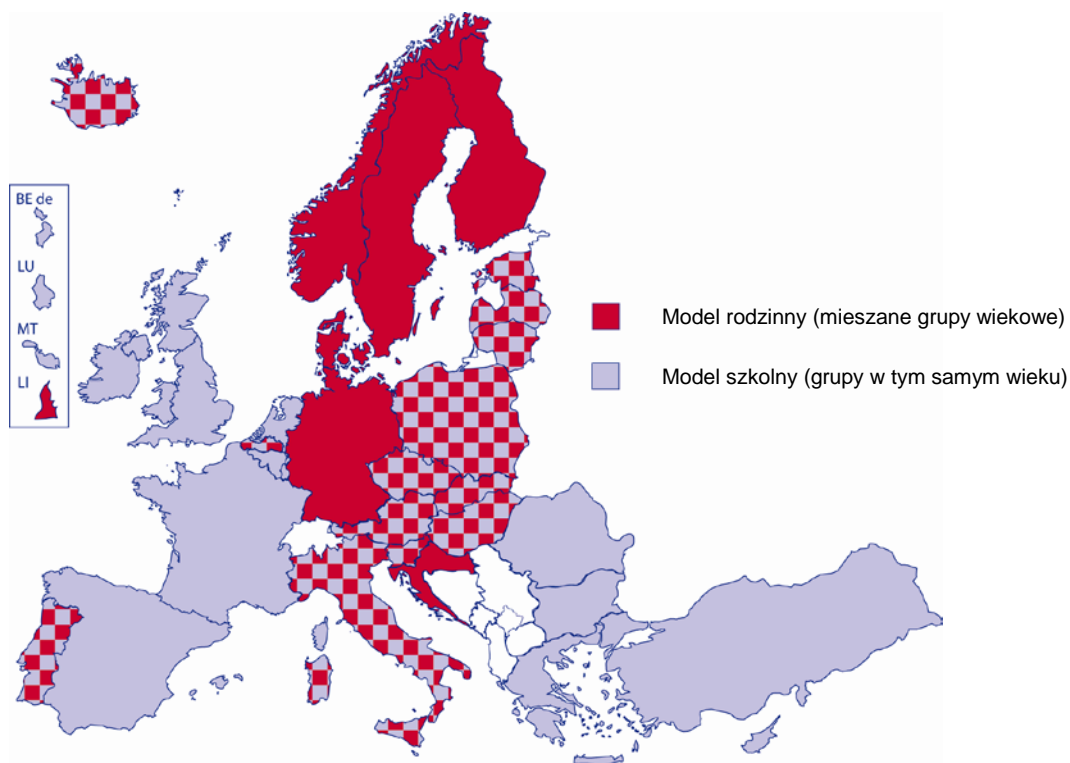 BE de
LU
MT
LI
Model rodzinny (mieszane grupy wiekowe)
Model szkolny (grupy w tym samym wieku)